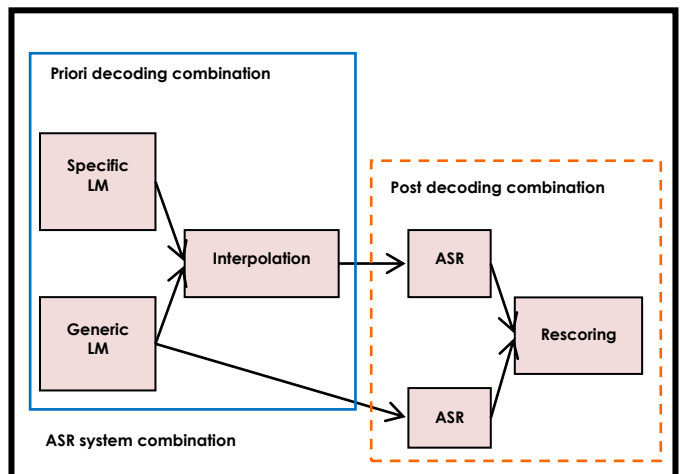 Priori decoding combination
Specific
LM
Post decoding combination
Interpolation
ASR
Generic
LM
Rescoring
ASR
ASR system combination